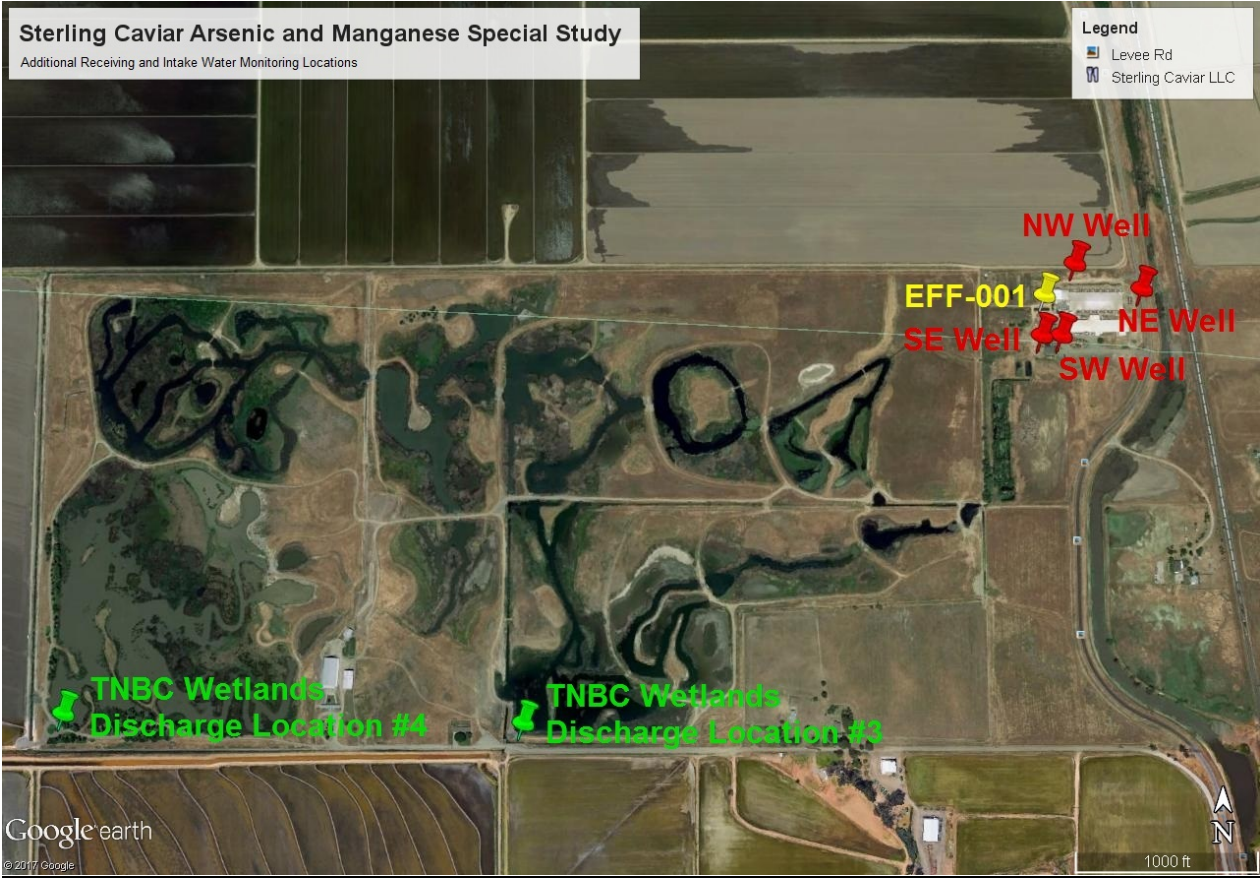 Sterling Caviar Arsenic and Manganese Special Study
Additional Receiving and Intake Water Monitoring Locations
Legend
Levee Rd
Sterling Caviar LLC
NW Well
EFF-001
NE Well
SE Well
SW Well
TNBC Wetlands
Discharge Location #4
TNBC Wetlands
Discharge Location #3
Google earth
© 2017 Google
N
1000 ft